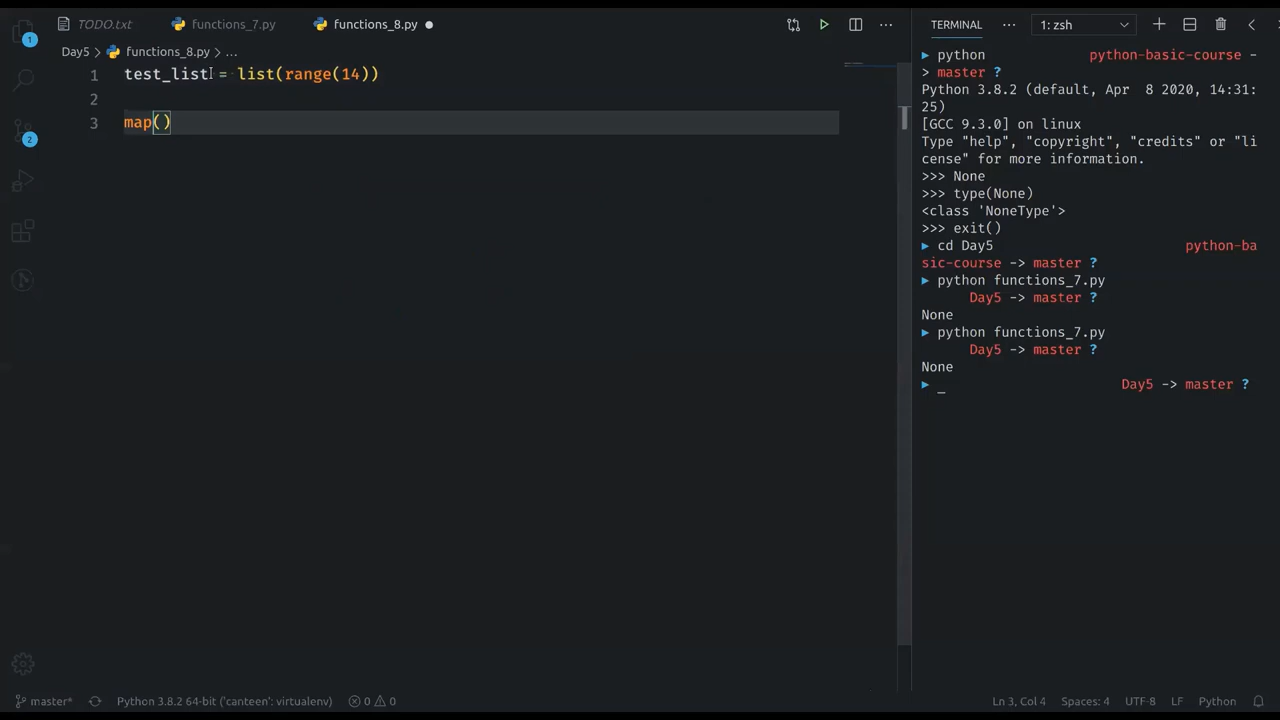 TODO.txt
functions_7.py
functions_8.py
TERMINAL
1: zsh
Day5 > functions_8.py > ...
1
1 test_list = list(range(14))
2
3 map()
2
▶ python python-basic-course -
> master ?
Python 3.8.2 (default, Apr  8 2020, 14:31:
25)
[GCC 9.3.0] on linux
Type "help", "copyright", "credits" or "li
cense" for more information.
>>> None
>>> type(None)
<class 'NoneType'>
>>> exit()
▶ cd Day5 python-ba
sic-course -> master ?
▶ python functions_7.py
Day5 -> master ?
None
▶ python functions_7.py
Day5 -> master ?
None
▶ _ Day5 -> master ?
master* Python 3.8.2 64-bit ('canteen': virtualenv) 0 0 Ln 3, Col 4 Spaces: 4 UTF-8 LF Python